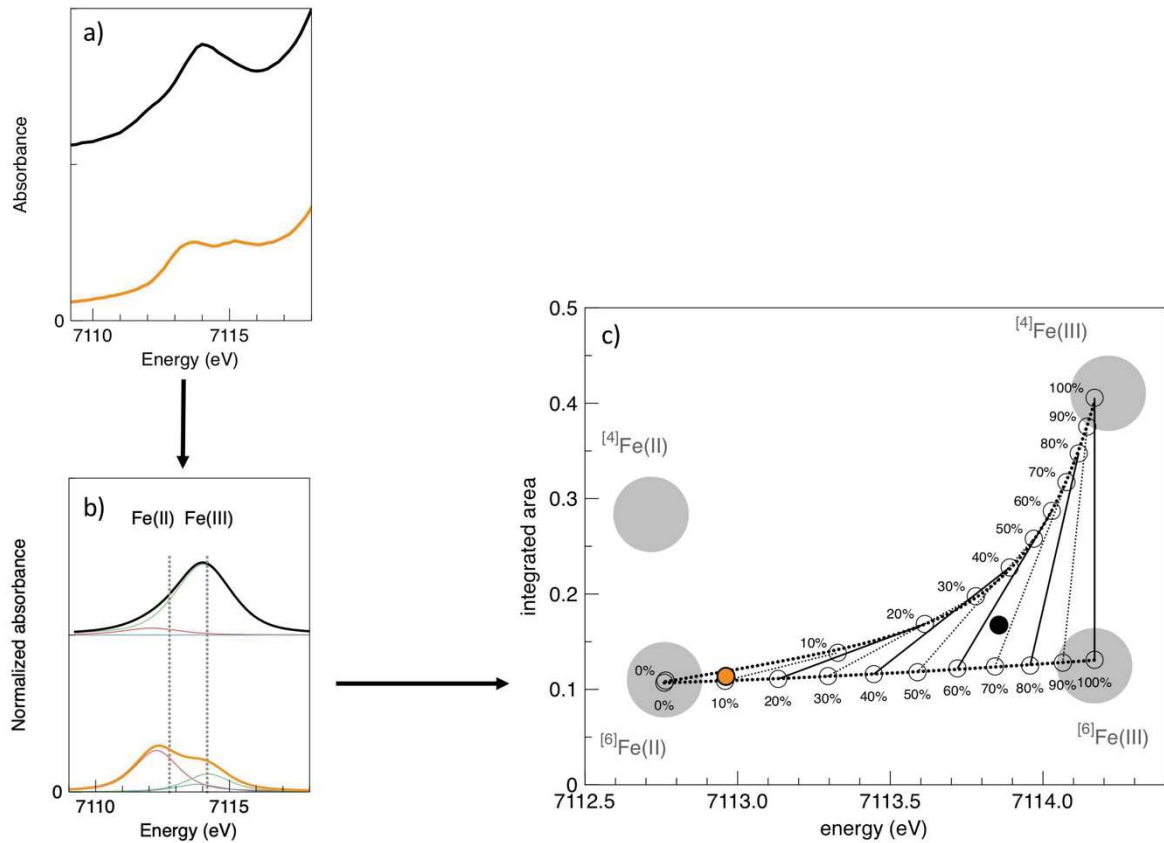 a)
Absorbance
0
7110
7115
Energy (eV)
b)
Fe(II)
Fe(III)
Normalized absorbance
0
7110
7115
Energy (eV)
c)
0.5
0.4
0.3
0.2
0.1
0
integrated area
[4]Fe(III)
[4]Fe(II)
[6]Fe(II)
[6]Fe(III)
100%
90%
80%
70%
60%
50%
40%
30%
20%
10%
0%
0%
10%
20%
30%
40%
50%
60%
70%
80%
90%
100%
7112.5
7113.0
7113.5
7114.0
energy (eV)